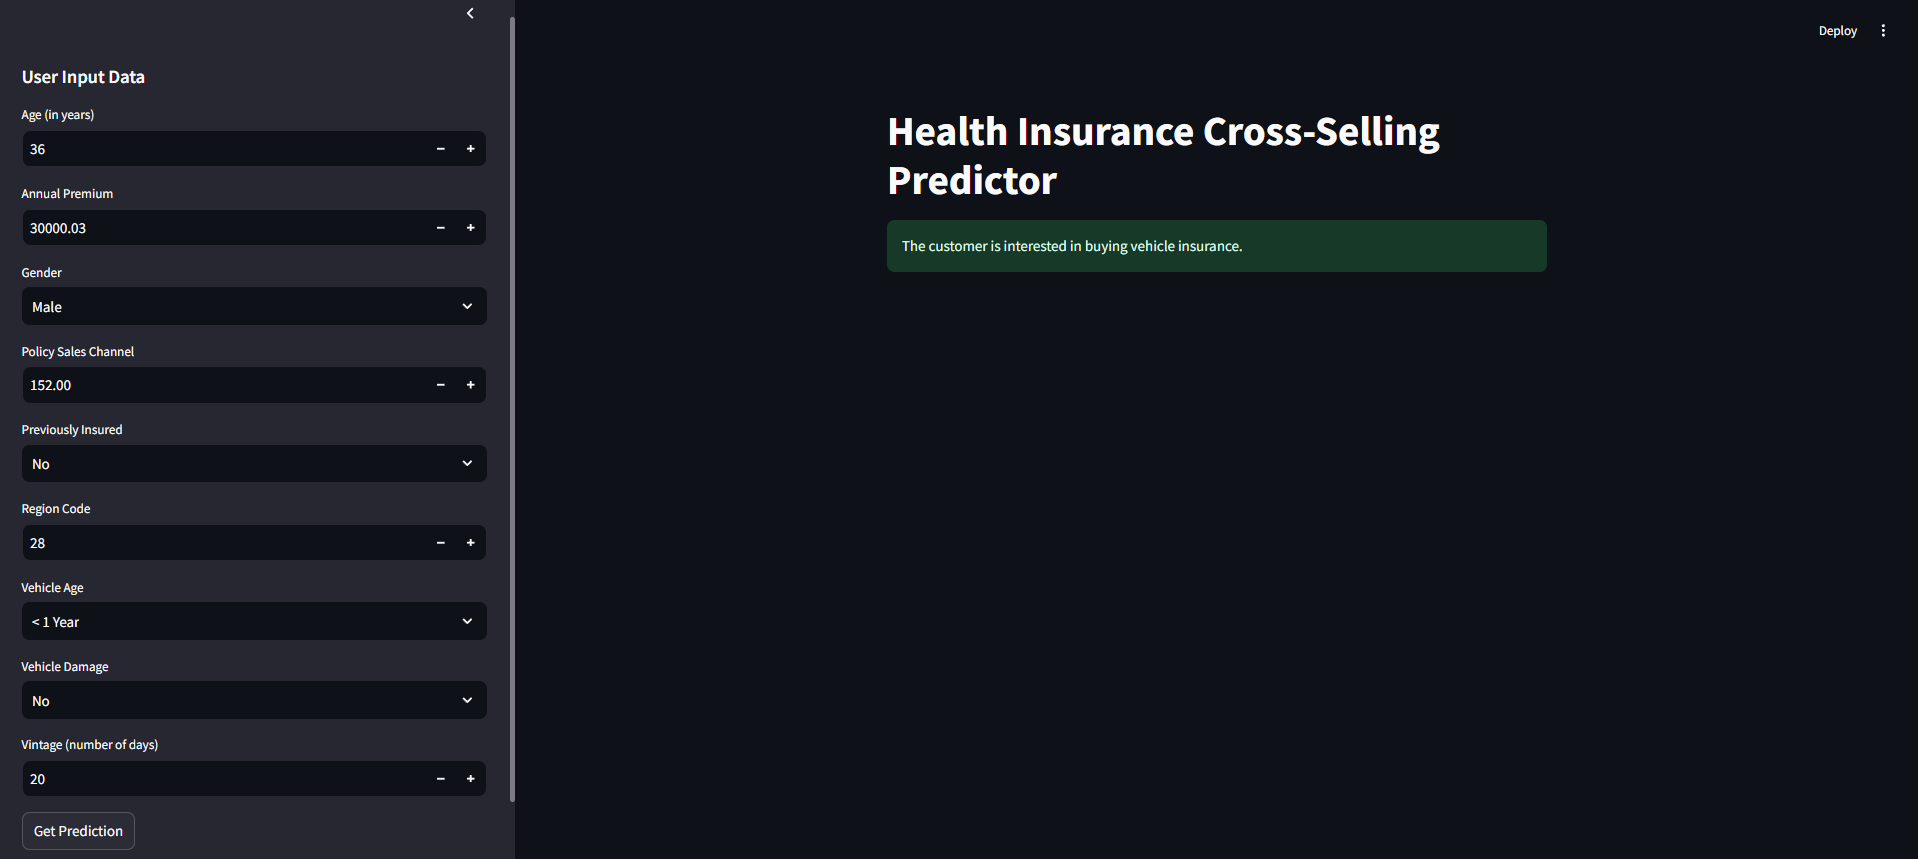 User Input Data
Age (in years)
36
Annual Premium
30000.03
Gender
Male
Policy Sales Channel
152.00
Previously Insured
No
Region Code
28
Vehicle Age
< 1 Year
Vehicle Damage
No
Vintage (number of days)
20
Get Prediction
Deploy
Health Insurance Cross-Selling
Predictor
The customer is interested in buying vehicle insurance.